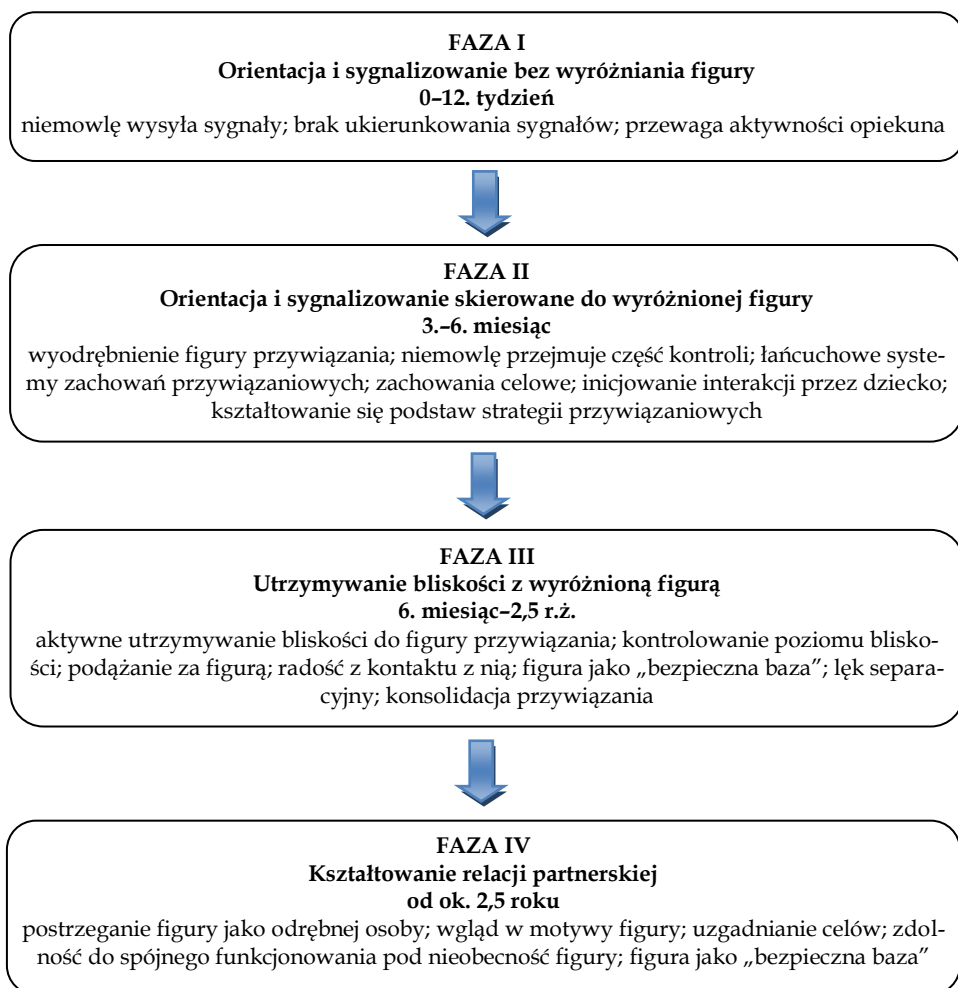 FAZA I
Orientacja i sygnalizowanie bez wyróżniania figury
0–12. tydzień
niemowlę wysyła sygnały; brak ukierunkowania sygnałów; przewaga aktywności opiekuna
FAZA II
Orientacja i sygnalizowanie skierowane do wyróżnionej figury
3.–6. miesiąc
wyodrębnienie figury przywiązania; niemowlę przejmuje część kontroli; łańcuchowe syste-
my zachowań przywiązaniowych; zachowania celowe; inicjowanie interakcji przez dziecko;
kształtowanie się podstaw strategii przywiązaniowych
FAZA III
Utrzymywanie bliskości z wyróżnioną figurą
6. miesiąc–2,5 r.ż.
aktywne utrzymywanie bliskości do figury przywiązania; kontrolowanie poziomu blisko-
ści; podążanie za figurą; radość z kontaktu z nią; figura jako „bezpieczna baza”; lęk separa-
cyjny; konsolidacja przywiązania
FAZA IV
Kształtowanie relacji partnerskiej
od ok. 2,5 roku
postrzeganie figury jako odrębnej osoby; wgląd w motywy figury; uzgadnianie celów; zdol-
ność do spójnego funkcjonowania pod nieobecność figury; figura jako „bezpieczna baza”